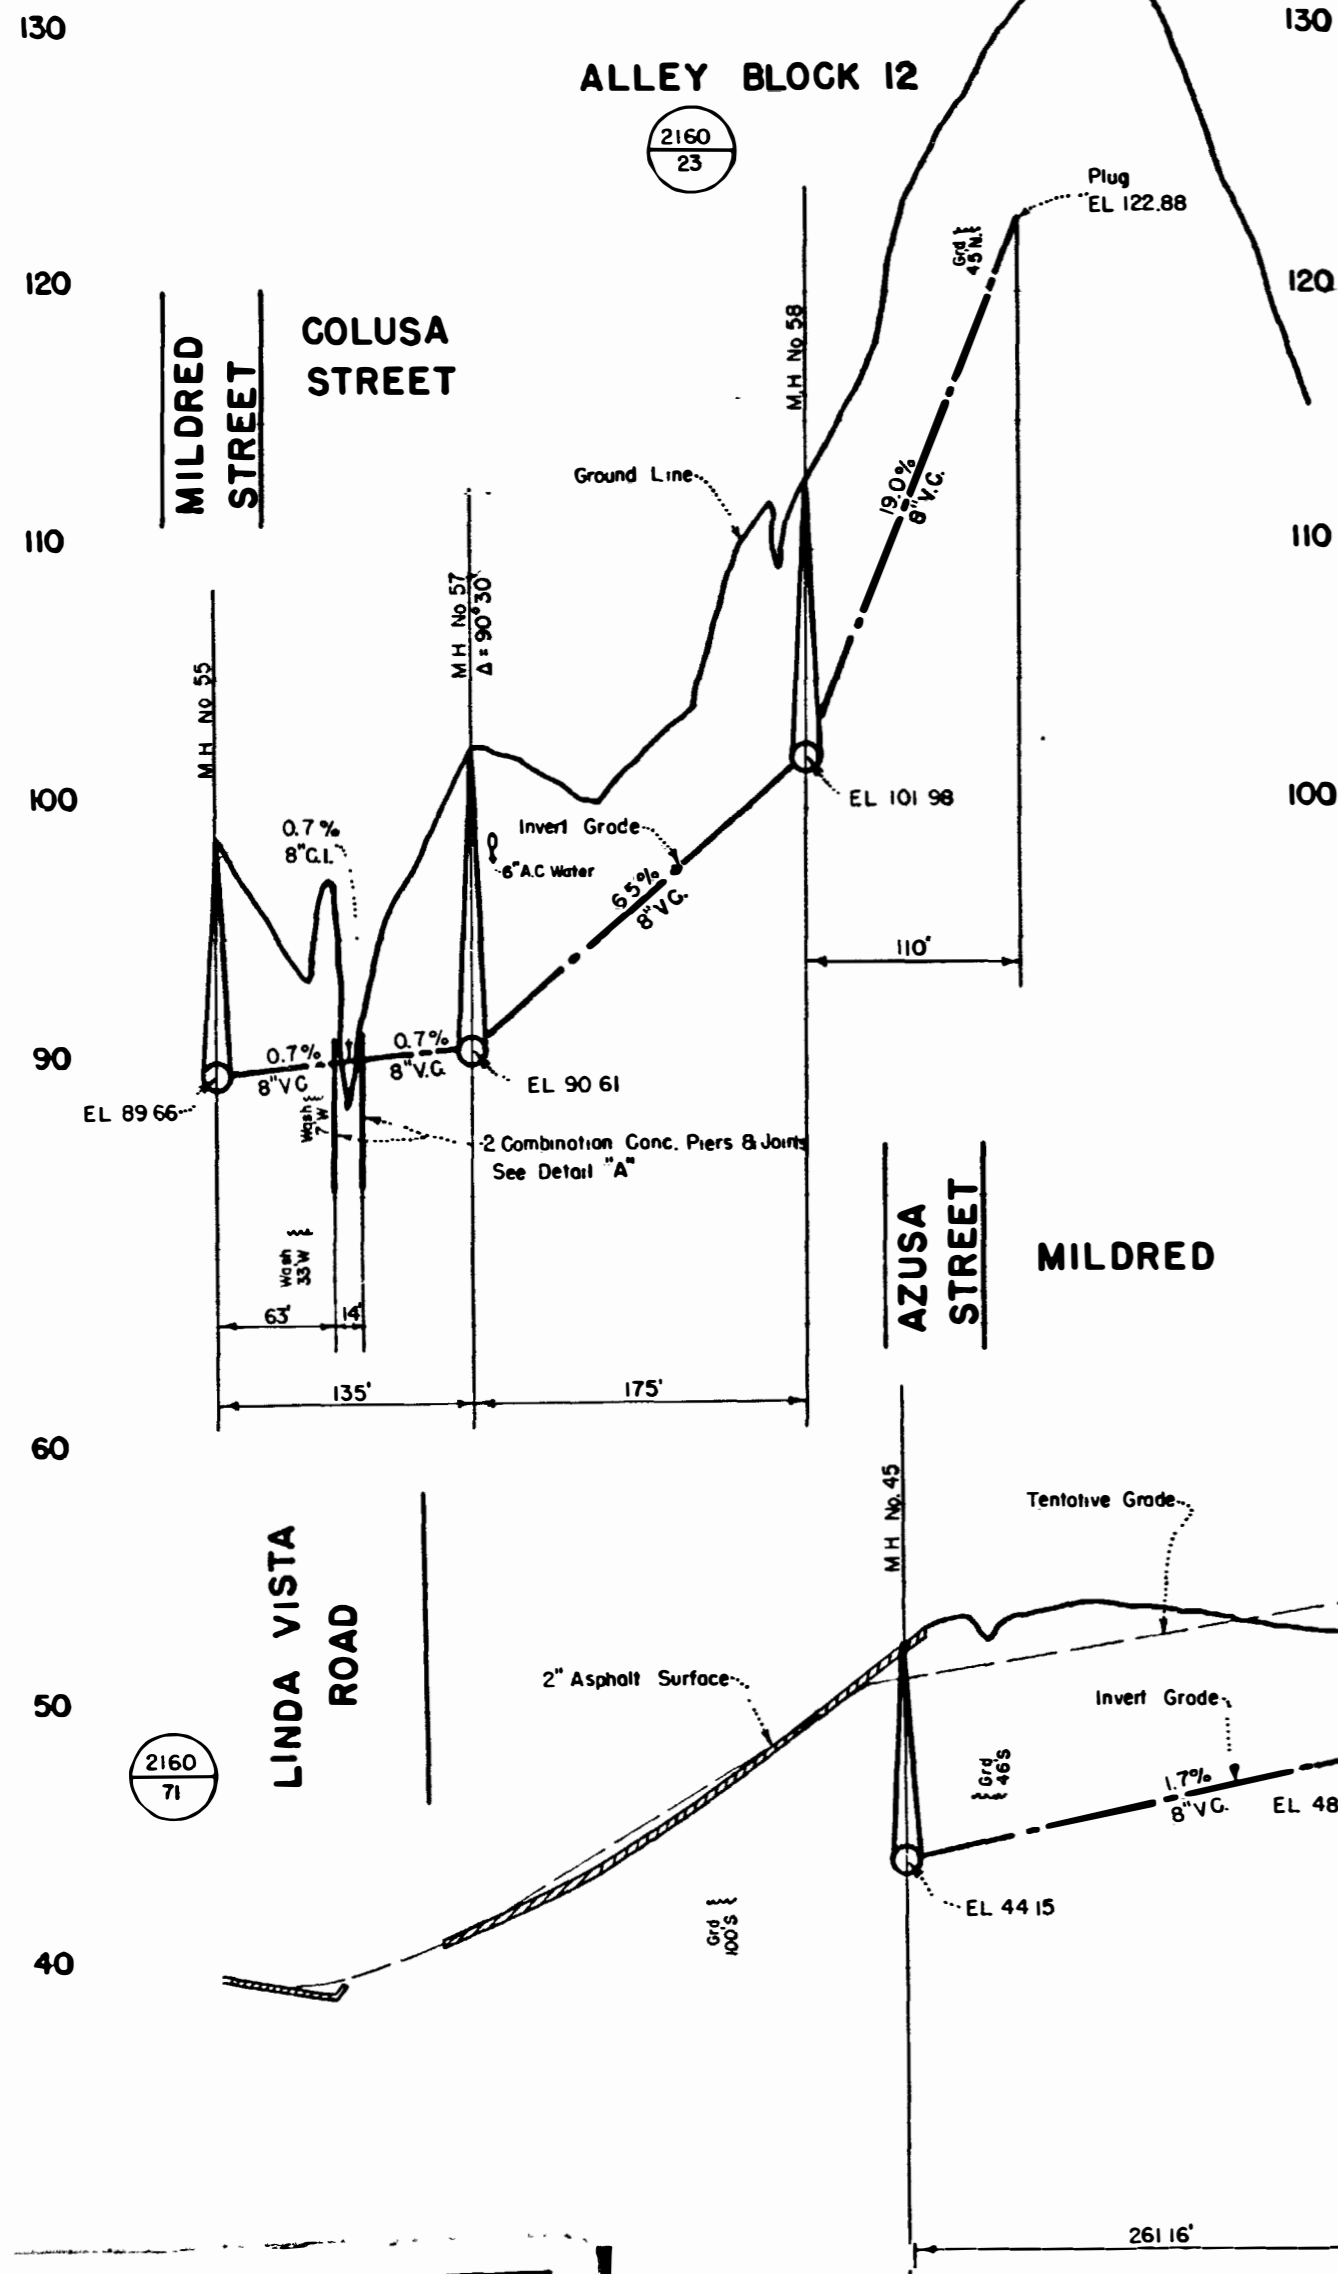 130
130
ALLEY BLOCK 12
2160
23
Plug
EL 122.88
Grd
45'N.
120
120
MILDRED
STREET
COLUSA
STREET
M.H No 58
Ground Line
19.0%
8"V.C.
110
110
M H No 57
Δ = 90°30'
M H No 55
100
100
EL 101 98
0.7%
8"C.I.
Invert Grade
6"A.C Water
6.5%
8"V.C.
110'
90
0.7%
8"V.C
0.7%
8"V.C.
EL 89 66
EL 90 61
Wash
7'W
2 Combination Conc. Piers & Joints
See Detail "A"
Wash
33'W
AZUSA
STREET
MILDRED
63'
14'
135'
175'
60
M H No. 45
Tentative Grade
LINDA VISTA
ROAD
2" Asphalt Surface
50
Invert Grade
2160
71
Grd
46'S
1.7%
8"V C.
EL 48
EL 44 15
Grd
100'S
40
261 16'